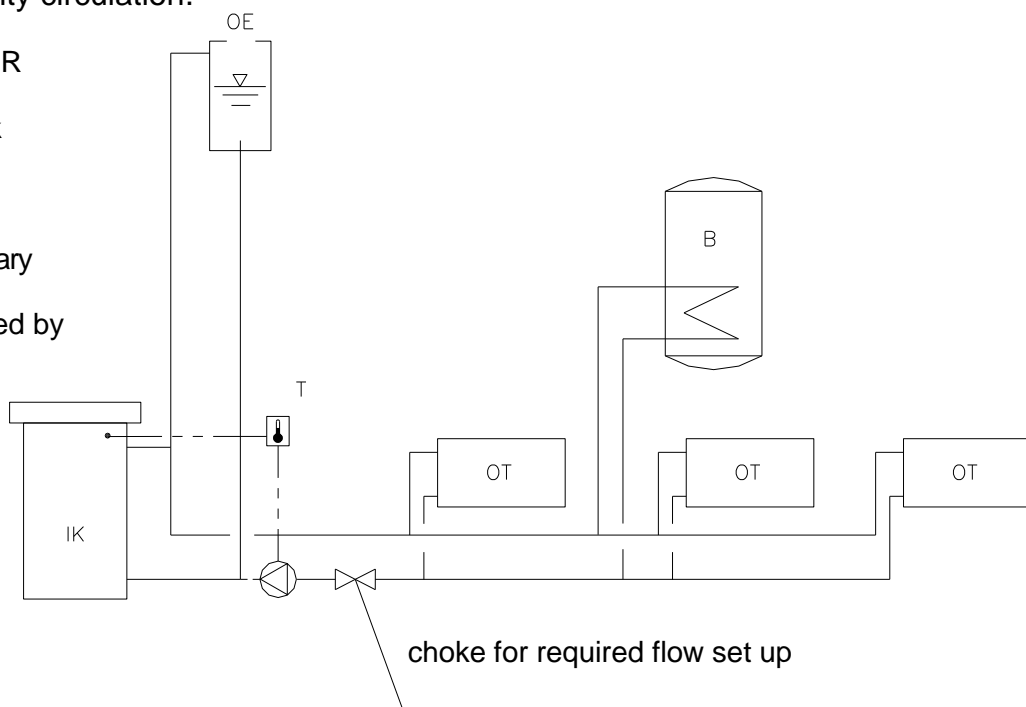 ity circulation.
OE
R
ary
B
ed by
T
OT
OT
OT
IK
choke for required flow set up